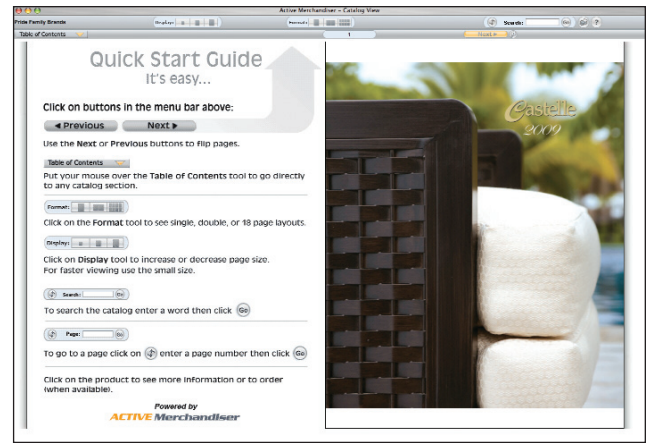 Active Merchandiser - Catalog View
Pride Family Brands
Display:
Format:
Search:
Go
?
Table of Contents
1
Next
Quick Start Guide
It's easy...
Click on buttons in the menu bar above:
Previous Next
Use the Next or Previous buttons to flip pages.
Table of Contents
Put your mouse over the Table of Contents tool to go directly
to any catalog section.
Format:
Click on the Format tool to see single, double, or 18 page layouts.
Display:
Click on Display tool to increase or decrease page size.
For faster viewing use the small size.
Search: Go
To search the catalog enter a word then click Go
Page: Go
To go to a page click on enter a page number then click Go
Click on the product to see more information or to order
(when available).
Powered by
ACTIVE Merchandiser
Castelle
2009